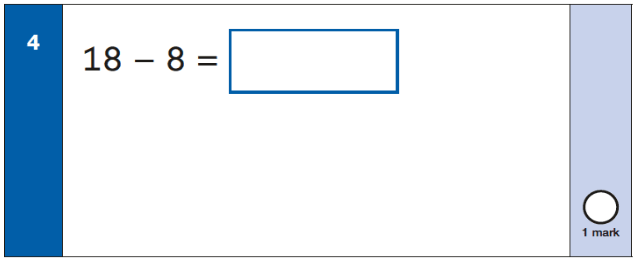 4
18 – 8 =
1 mark